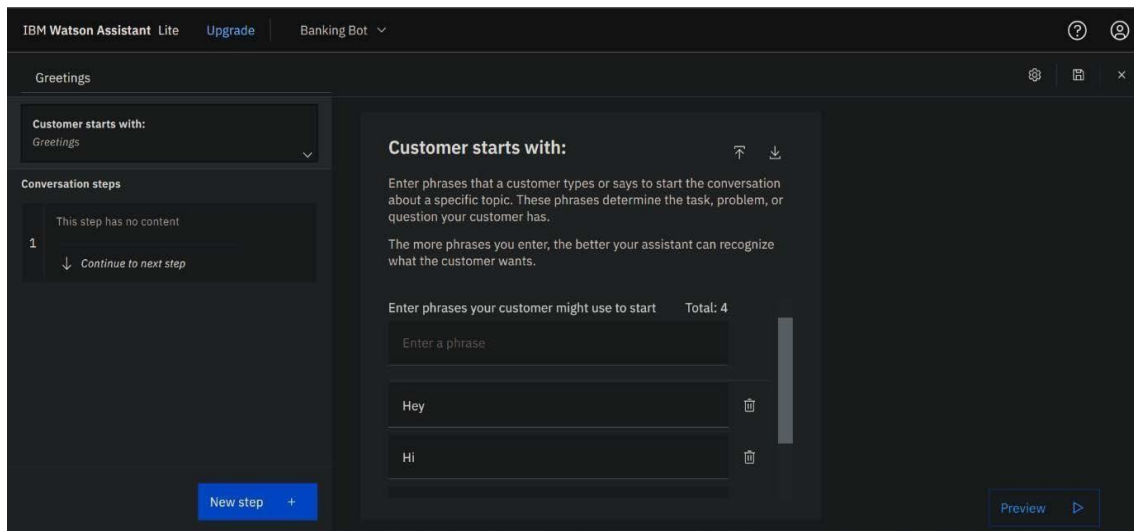 IBM Watson Assistant Lite Upgrade Banking Bot
Greetings
Customer starts with:
Greetings
Conversation steps
1
This step has no content
Continue to next step
New step +
Customer starts with:
Enter phrases that a customer types or says to start the conversation
about a specific topic. These phrases determine the task, problem, or
question your customer has.
The more phrases you enter, the better your assistant can recognize
what the customer wants.
Enter phrases your customer might use to start Total: 4
Enter a phrase
Hey
Hi
Preview